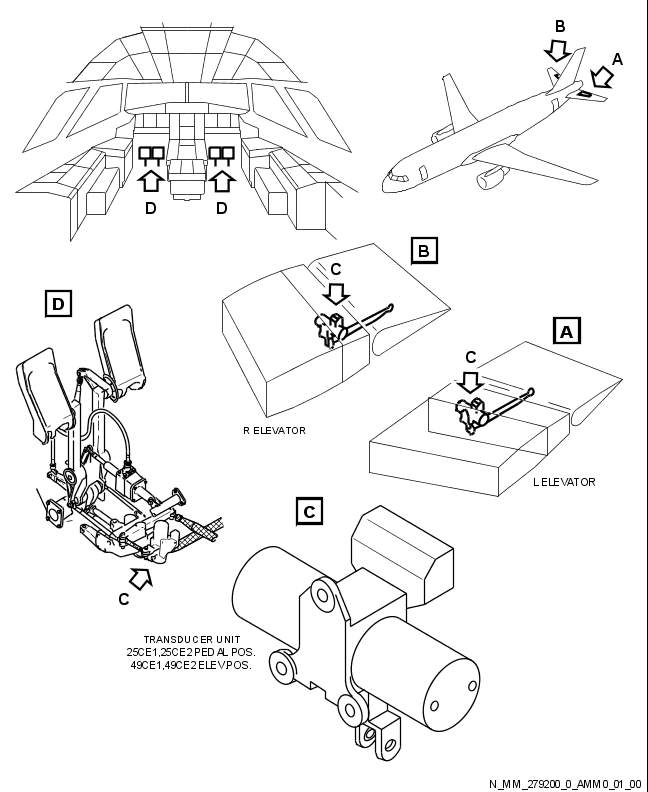 B
A
D
D
B
C
D
A
C
R ELEVATOR
L ELEVATOR
C
C
TRANSDUCER UNIT
25CE1,25CE2 PEDAL POS.
49CE1,49CE2 ELEV.POS.
N_MM_279200_0_AMM0_01_00